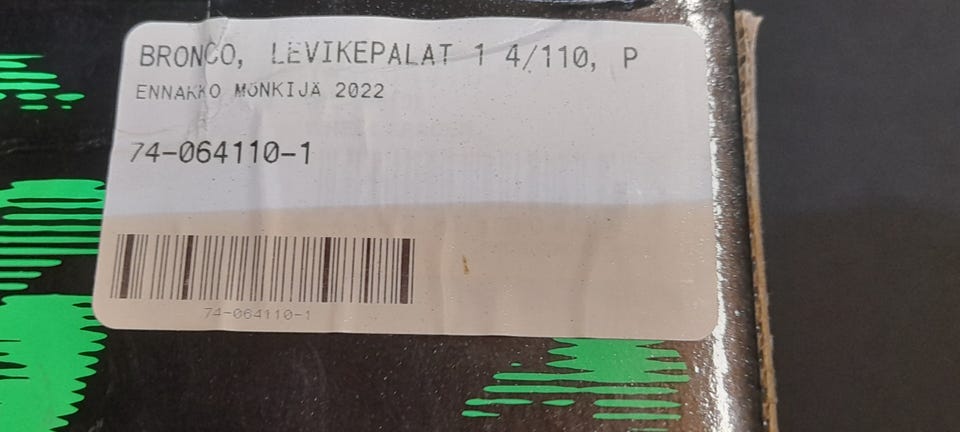 BRONCO, LEVIKEPALAT 1 4/110, P
ENNAKKO MÖNKIJÄ 2022
74-064110-1
74-064110-1